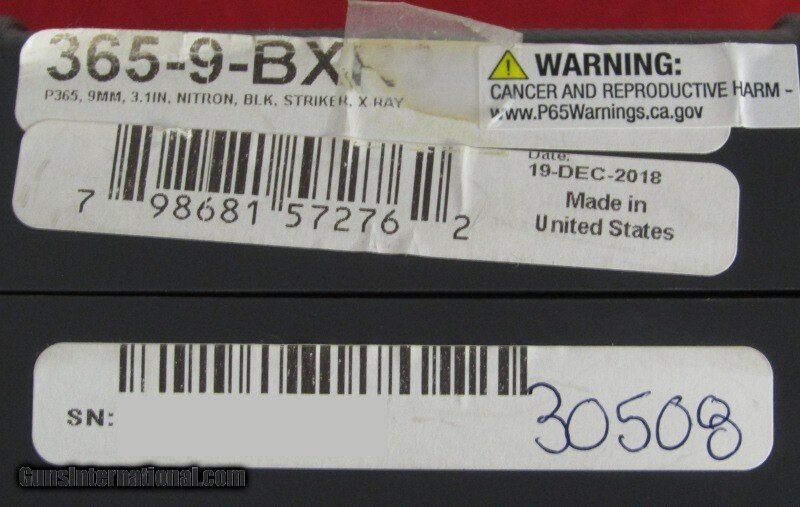 365-9-BX
P365, 9MM, 3.1IN, NITRON, BLK, STRIKER, X RAY
WARNING:
CANCER AND REPRODUCTIVE HARM -
www.P65Warnings.ca.gov
Date:
19-DEC-2018
Made in
United States
7 98681 57276 2
SN:
30508
GunsInternational.com